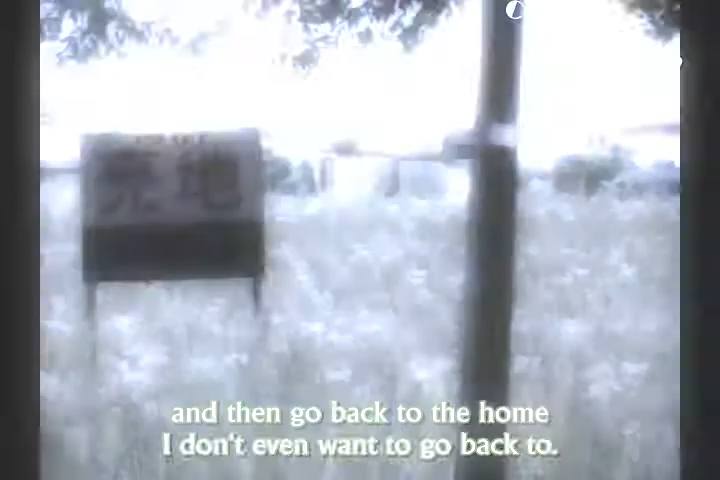 売地
and then go back to the home
I don't even want to go back to.